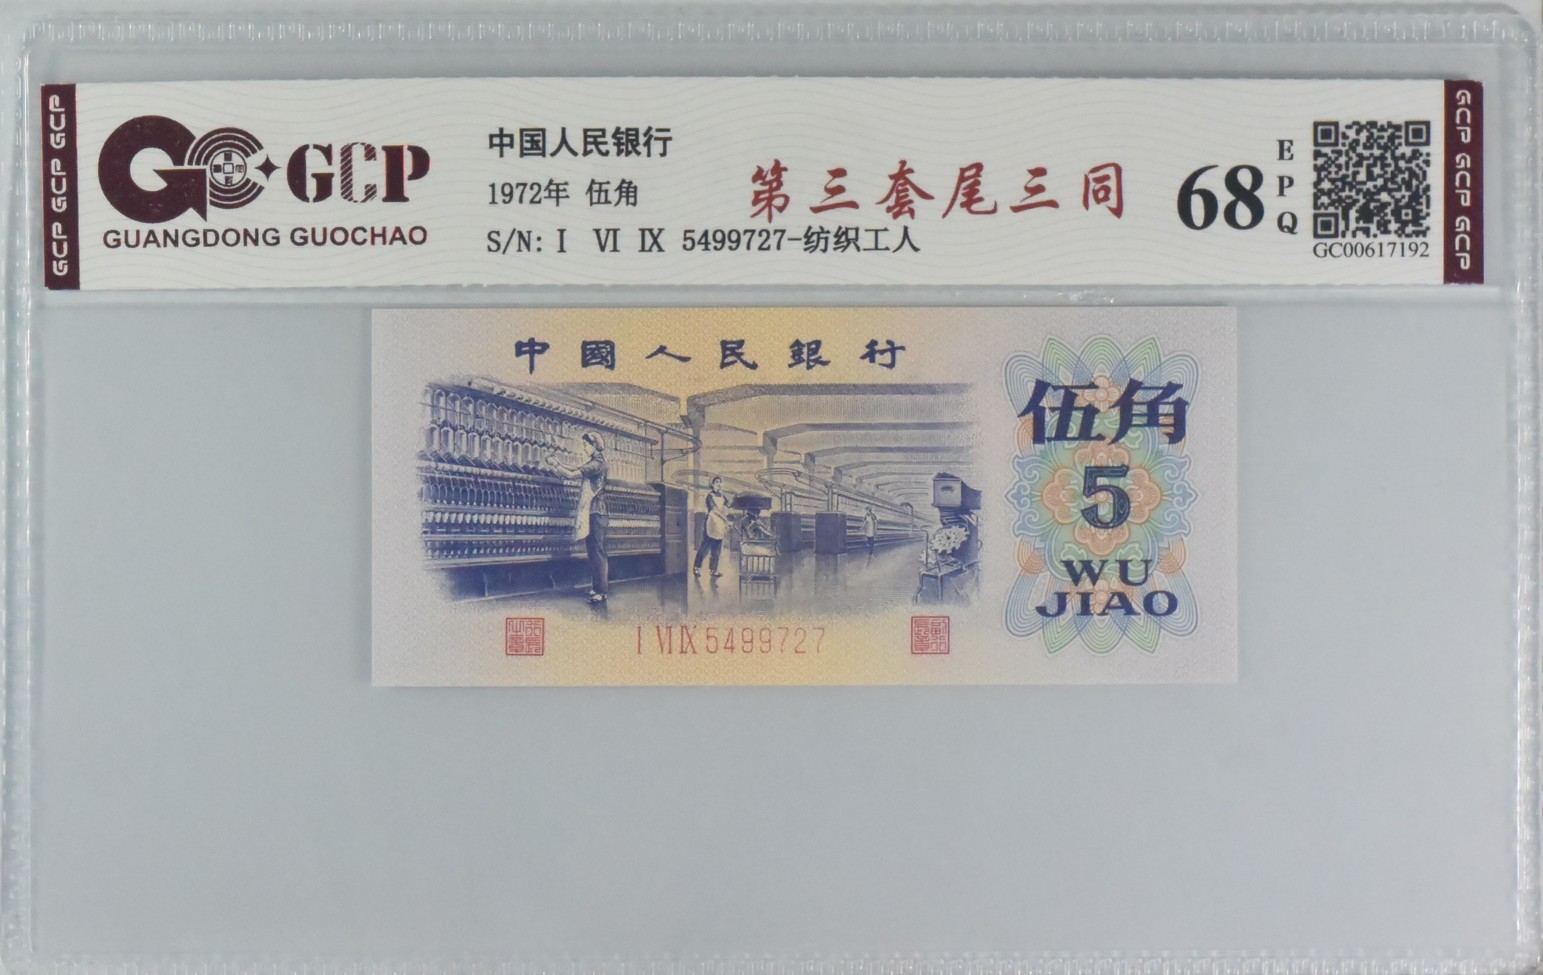 GCP GCP GCP
GCP
GUANGDONG GUOCHAO
中国人民银行
1972年 伍角
S/N: I VI IX 5499727-纺织工人
第三套尾三同
68
E
P
Q
GC00617192
GCP GCP GCP
中國人民銀行
伍角
5
WU
JIAO
I VI IX 5499727